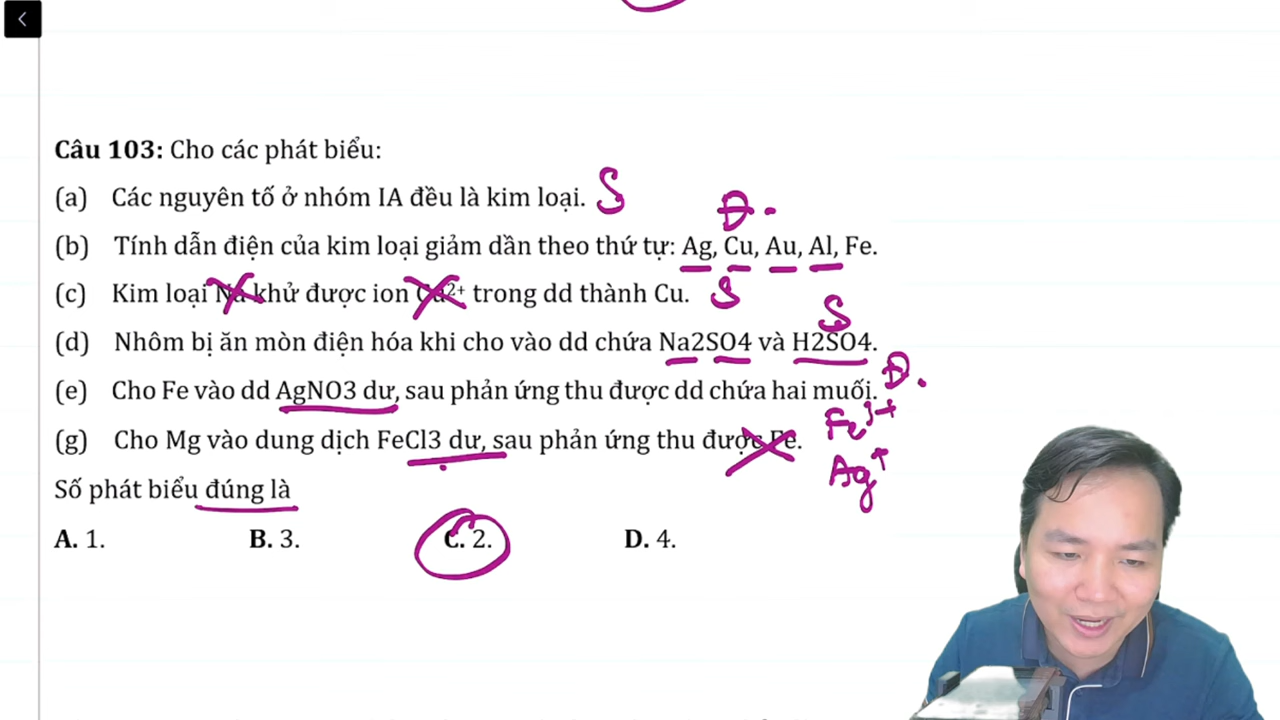 Câu 103: Cho các phát biểu:
(a) Các nguyên tố ở nhóm IA đều là kim loại. S
Đ.
(b) Tính dẫn điện của kim loại giảm dần theo thứ tự: Ag, Cu, Au, Al, Fe.
(c) Kim loại Na khử được ion Cu2+ trong dd thành Cu. S
S
(d) Nhôm bị ăn mòn điện hóa khi cho vào dd chứa Na2SO4 và H2SO4.
(e) Cho Fe vào dd AgNO3 dư, sau phản ứng thu được dd chứa hai muối. Đ.
Fe3+
(g) Cho Mg vào dung dịch FeCl3 dư, sau phản ứng thu được Fe.
Ag+
Số phát biểu đúng là
A. 1. B. 3. C. 2. D. 4.